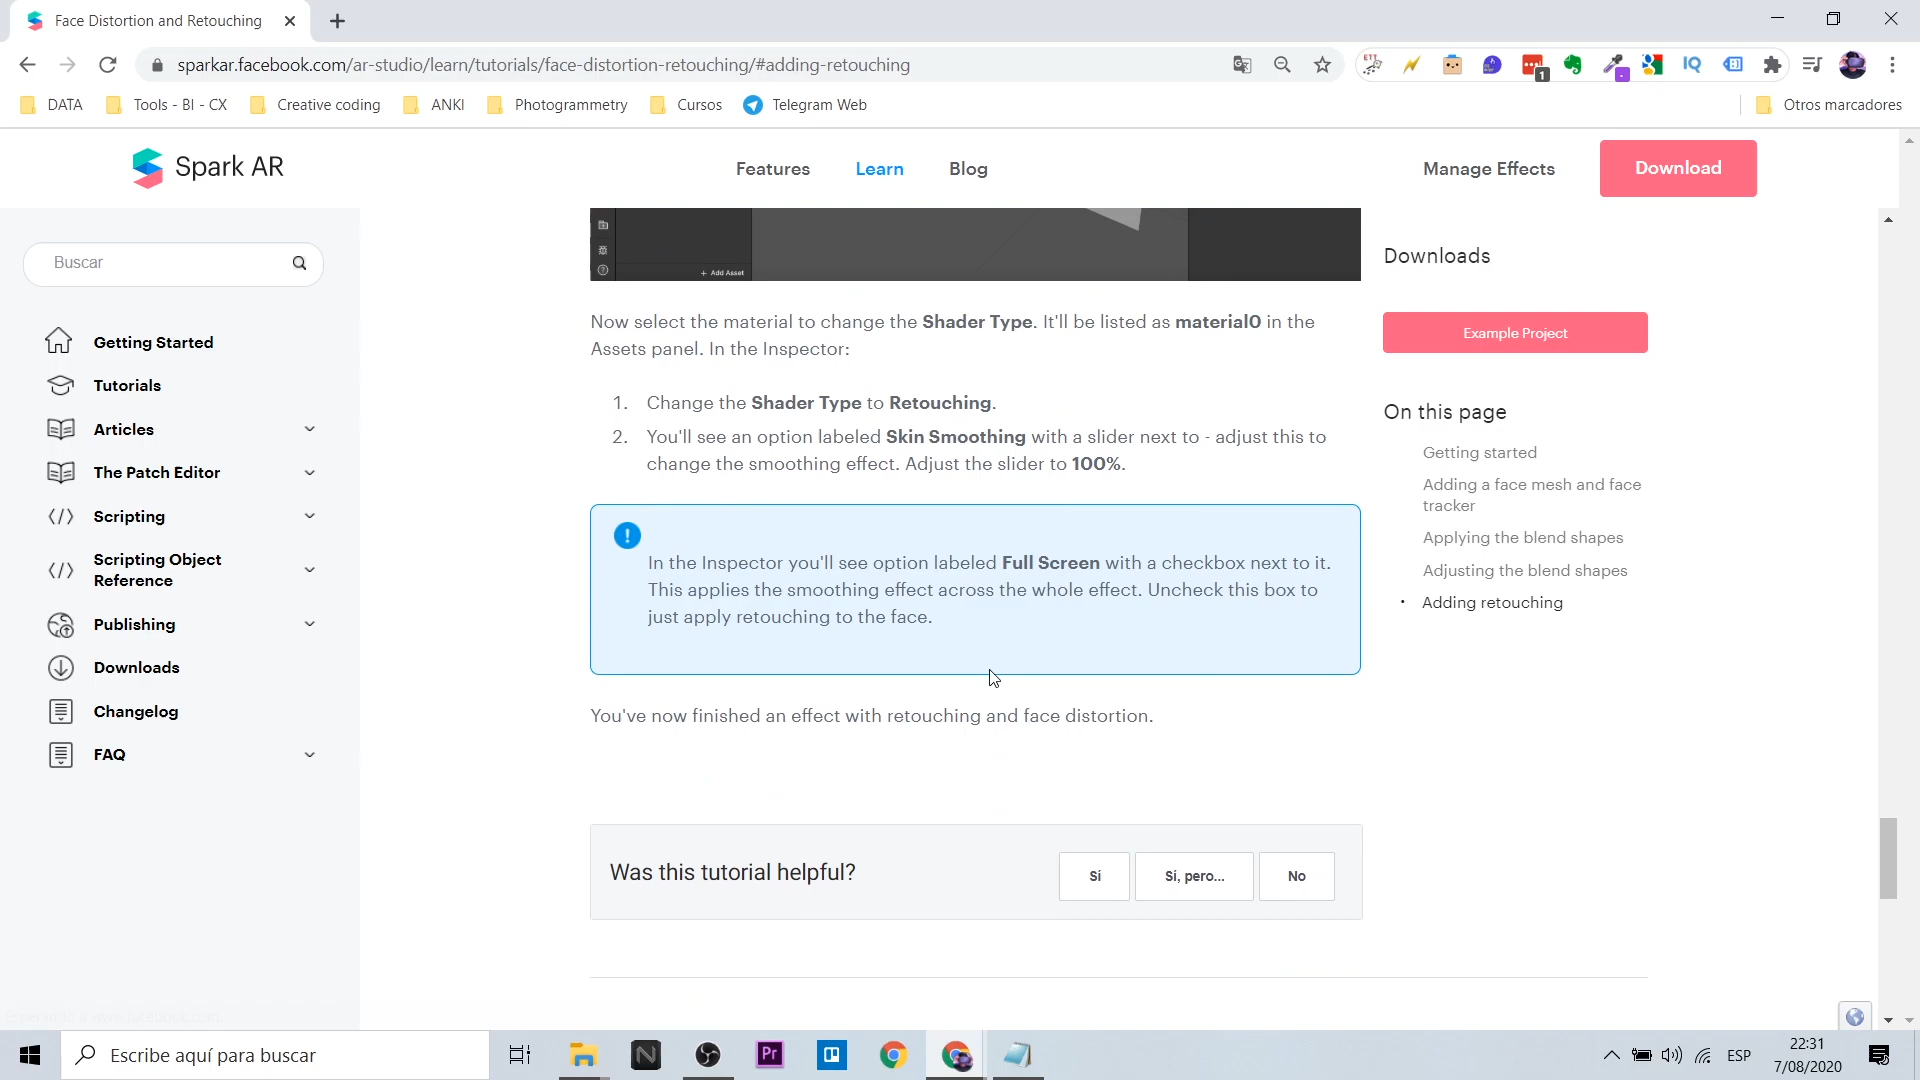 Face Distortion and Retouching
sparkar.facebook.com/ar-studio/learn/tutorials/face-distortion-retouching/#adding-retouching
ETT
1
IQ
DATA
Tools - BI - CX
Creative coding
ANKI
Photogrammetry
Cursos
Telegram Web
Otros marcadores
Spark AR
Features
Learn
Blog
Manage Effects
Download
Buscar
Getting Started
Tutorials
Articles
The Patch Editor
Scripting
Scripting Object
Reference
Publishing
Downloads
Changelog
FAQ
+ Add Asset
Now select the material to change the Shader Type. It'll be listed as material0 in the
Assets panel. In the Inspector:
1. Change the Shader Type to Retouching.
2. You'll see an option labeled Skin Smoothing with a slider next to - adjust this to
change the smoothing effect. Adjust the slider to 100%.
In the Inspector you'll see option labeled Full Screen with a checkbox next to it.
This applies the smoothing effect across the whole effect. Uncheck this box to
just apply retouching to the face.
You've now finished an effect with retouching and face distortion.
Was this tutorial helpful?
Sí
Sí, pero...
No
Downloads
Example Project
On this page
Getting started
Adding a face mesh and face
tracker
Applying the blend shapes
Adjusting the blend shapes
• Adding retouching
Escribe aquí para buscar
Pr
ESP
22:31
7/08/2020